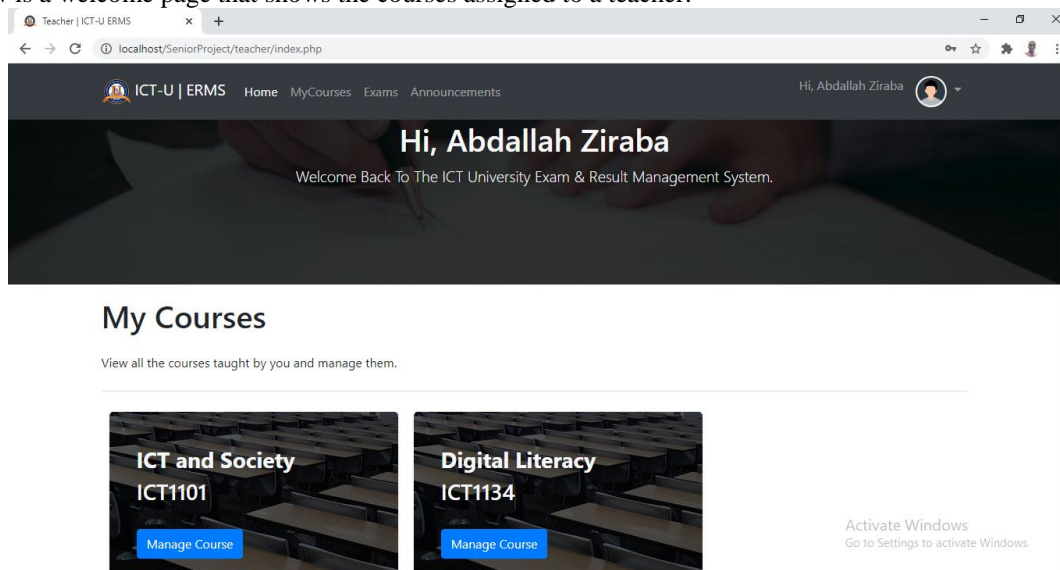 is a welcome page that shows the courses assigned to a teacher.
Teacher | ICT-U ERMS
localhost/SeniorProject/teacher/index.php
ICT-U | ERMS Home MyCourses Exams Announcements Hi, Abdallah Ziraba
Hi, Abdallah Ziraba
Welcome Back To The ICT University Exam & Result Management System.
My Courses
View all the courses taught by you and manage them.
ICT and Society
ICT1101
Manage Course
Digital Literacy
ICT1134
Manage Course
Activate Windows
Go to Settings to activate Windows.